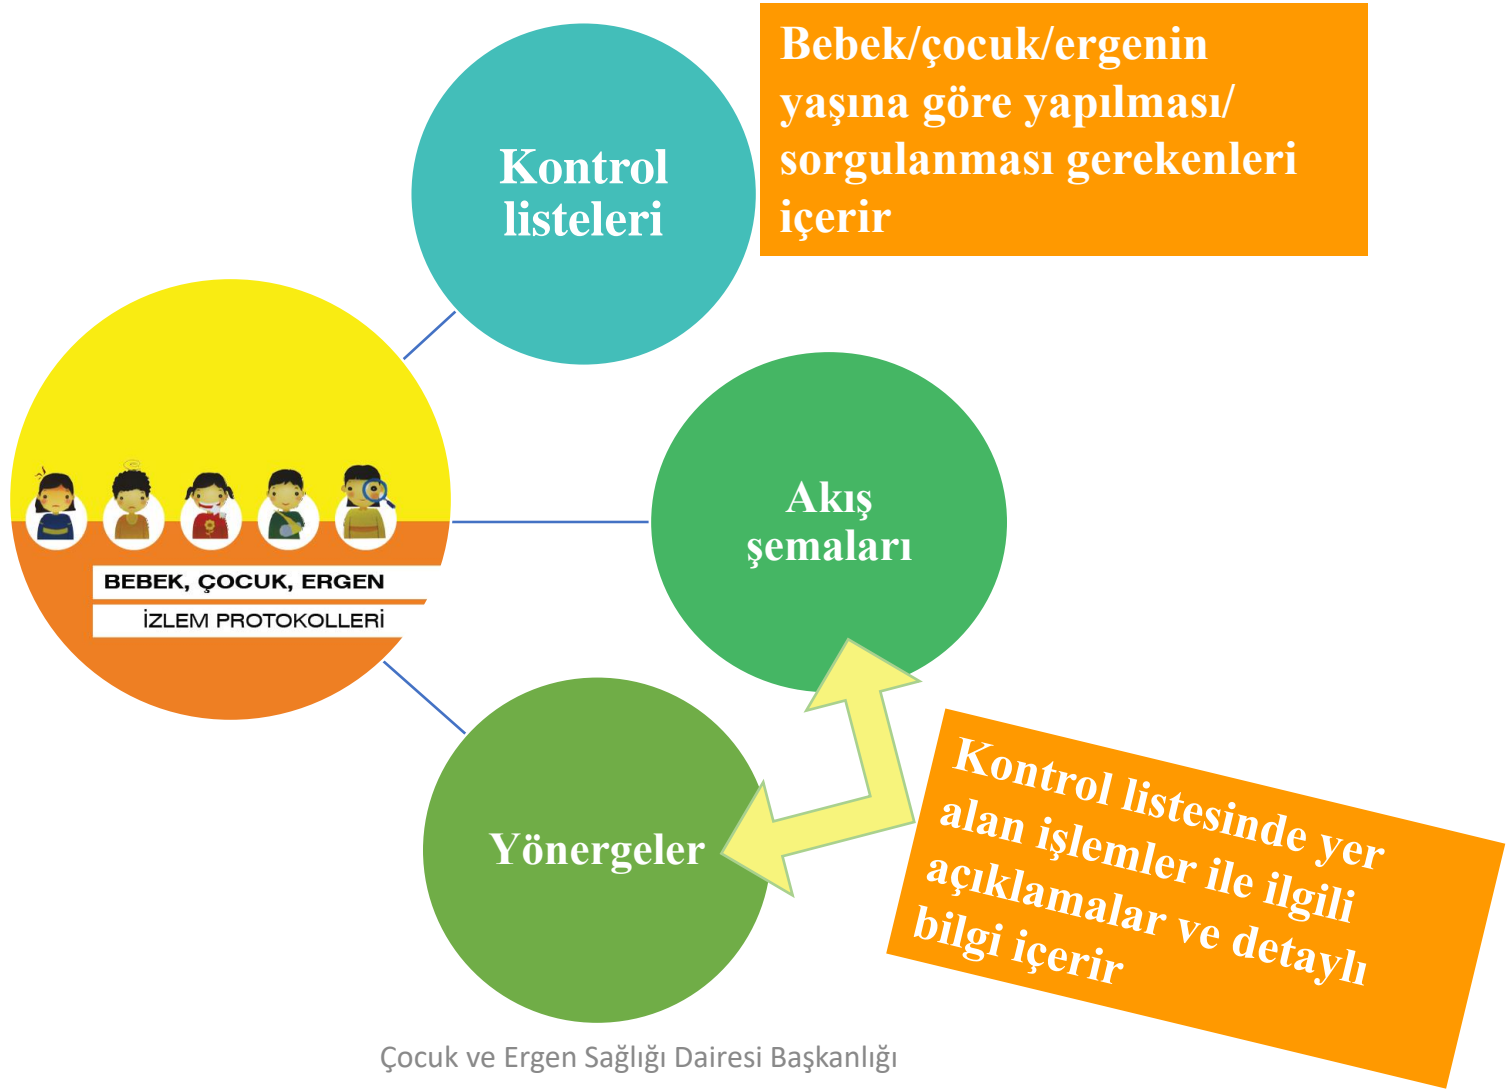 Bebek/çocuk/ergenin
yaşına göre yapılması/
sorgulanması gerekenleri
içerir
Kontrol
listeleri
Akış
şemaları
BEBEK, ÇOCUK, ERGEN
İZLEM PROTOKOLLERİ
Yönergeler
Kontrol listesinde yer
alan işlemler ile ilgili
açıklamalar ve detaylı
bilgi içerir
Çocuk ve Ergen Sağlığı Dairesi Başkanlığı